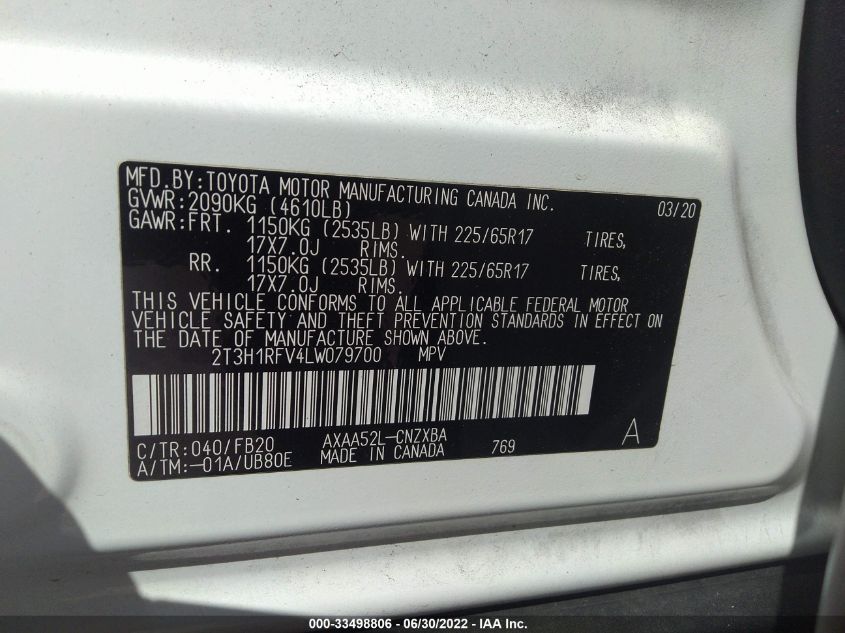 MFD.BY:TOYOTA MOTOR MANUFACTURING CANADA INC. 03/20
GVWR:2090KG (4610LB)
GAWR:FRT. 1150KG (2535LB) WITH 225/65R17 TIRES,
17X7.0J RIMS.
RR. 1150KG (2535LB) WITH 225/65R17 TIRES,
17X7.0J RIMS.
THIS VEHICLE CONFORMS TO ALL APPLICABLE FEDERAL MOTOR
VEHICLE SAFETY AND THEFT PREVENTION STANDARDS IN EFFECT ON
THE DATE OF MANUFACTURE SHOWN ABOVE.
2T3H1RFV4LW079700 MPV
C/TR:040/FB20 AXAA52L-CNZXBA A
A/TM:-01A/UB80E MADE IN CANADA 769
000-33498806 - 06/30/2022 - IAA Inc.